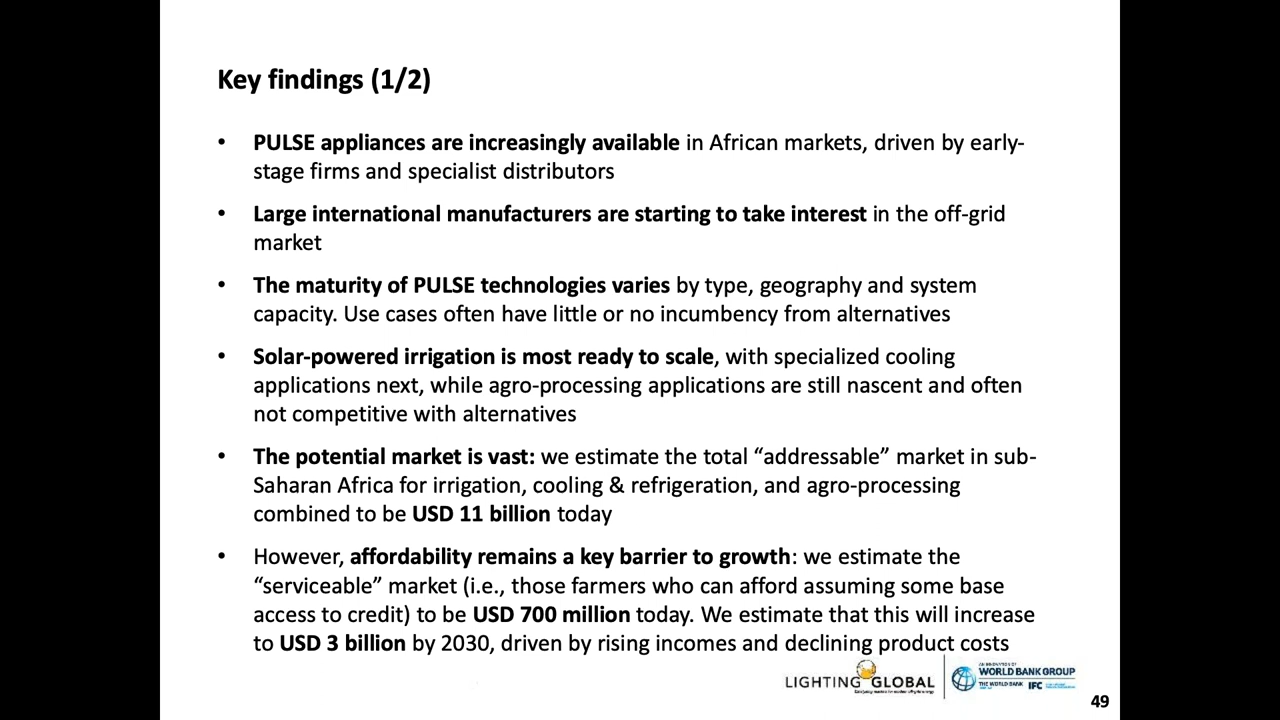 Key findings (1/2)
• PULSE appliances are increasingly available in African markets, driven by early-
stage firms and specialist distributors
• Large international manufacturers are starting to take interest in the off-grid
market
• The maturity of PULSE technologies varies by type, geography and system
capacity. Use cases often have little or no incumbency from alternatives
• Solar-powered irrigation is most ready to scale, with specialized cooling
applications next, while agro-processing applications are still nascent and often
not competitive with alternatives
• The potential market is vast: we estimate the total “addressable” market in sub-
Saharan Africa for irrigation, cooling & refrigeration, and agro-processing
combined to be USD 11 billion today
• However, affordability remains a key barrier to growth: we estimate the
“serviceable” market (i.e., those farmers who can afford assuming some base
access to credit) to be USD 700 million today. We estimate that this will increase
to USD 3 billion by 2030, driven by rising incomes and declining product costs
LIGHTING GLOBAL
AN INNOVATION OF
WORLD BANK GROUP
THE WORLD BANK IFC
49